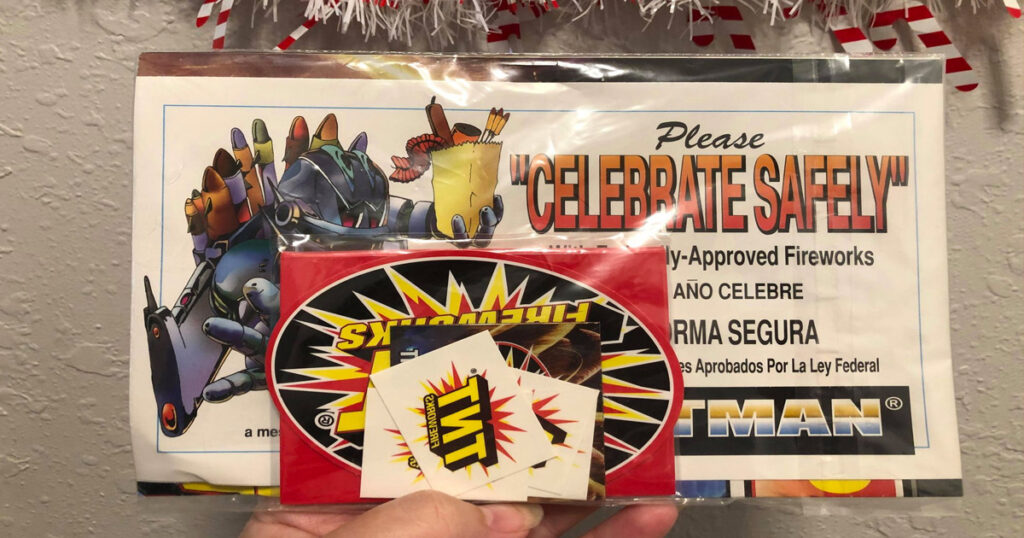 Please
"CELEBRATE SAFELY"
ly-Approved Fireworks
AÑO CELEBRE
ORMA SEGURA
es Aprobados Por La Ley Federal
TMAN®
a mes
FIREWORKS
®
TNT®
FIREWORKS